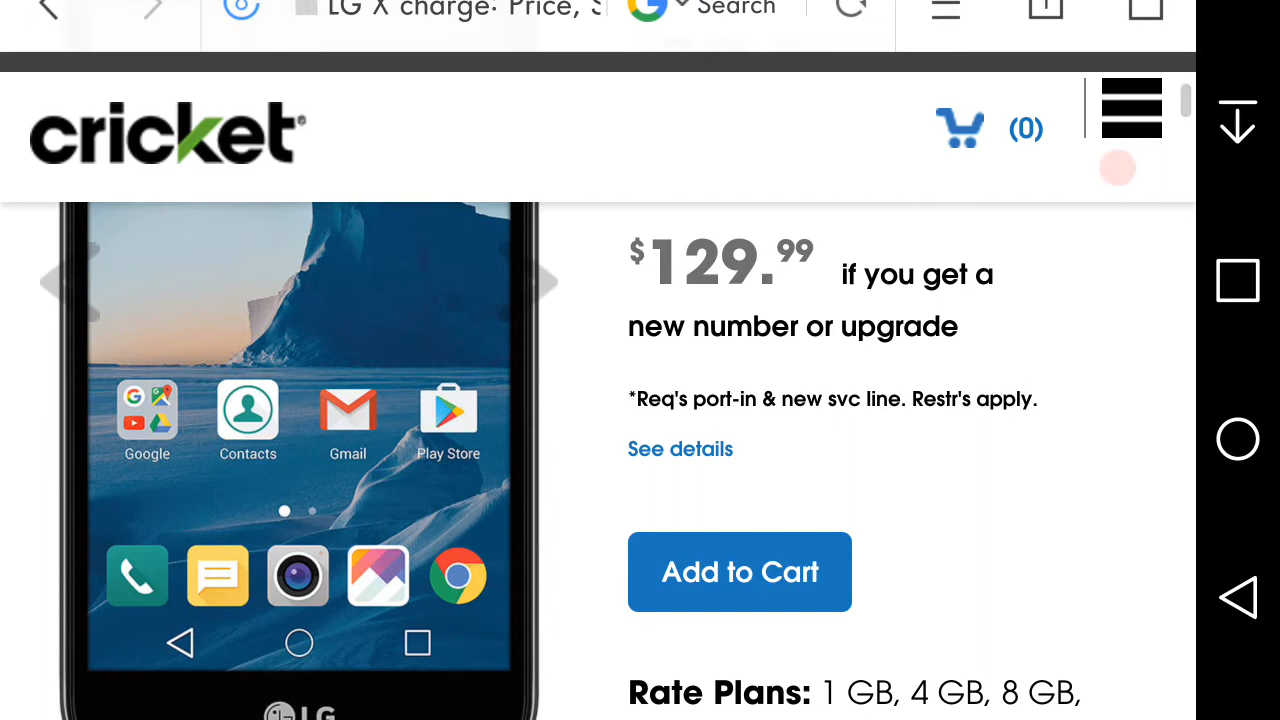 LG X charge: Price, S
Search
cricket
(0)
$129.99 if you get a
new number or upgrade
*Req's port-in & new svc line. Restr's apply.
See details
Google Contacts Gmail Play Store
Add to Cart
Rate Plans: 1 GB, 4 GB, 8 GB,
LG